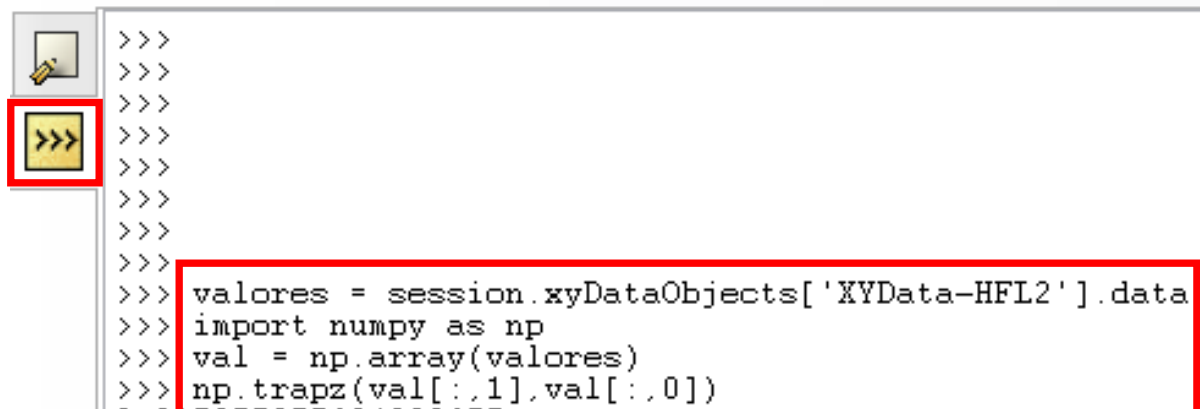 >>>
>>>
>>>
>>>
>>>
>>>
>>>
>>>
>>>
>>> valores = session.xyDataObjects['XYData-HFL2'].data
>>> import numpy as np
>>> val = np.array(valores)
>>> np.trapz(val[:,1],val[:,0])